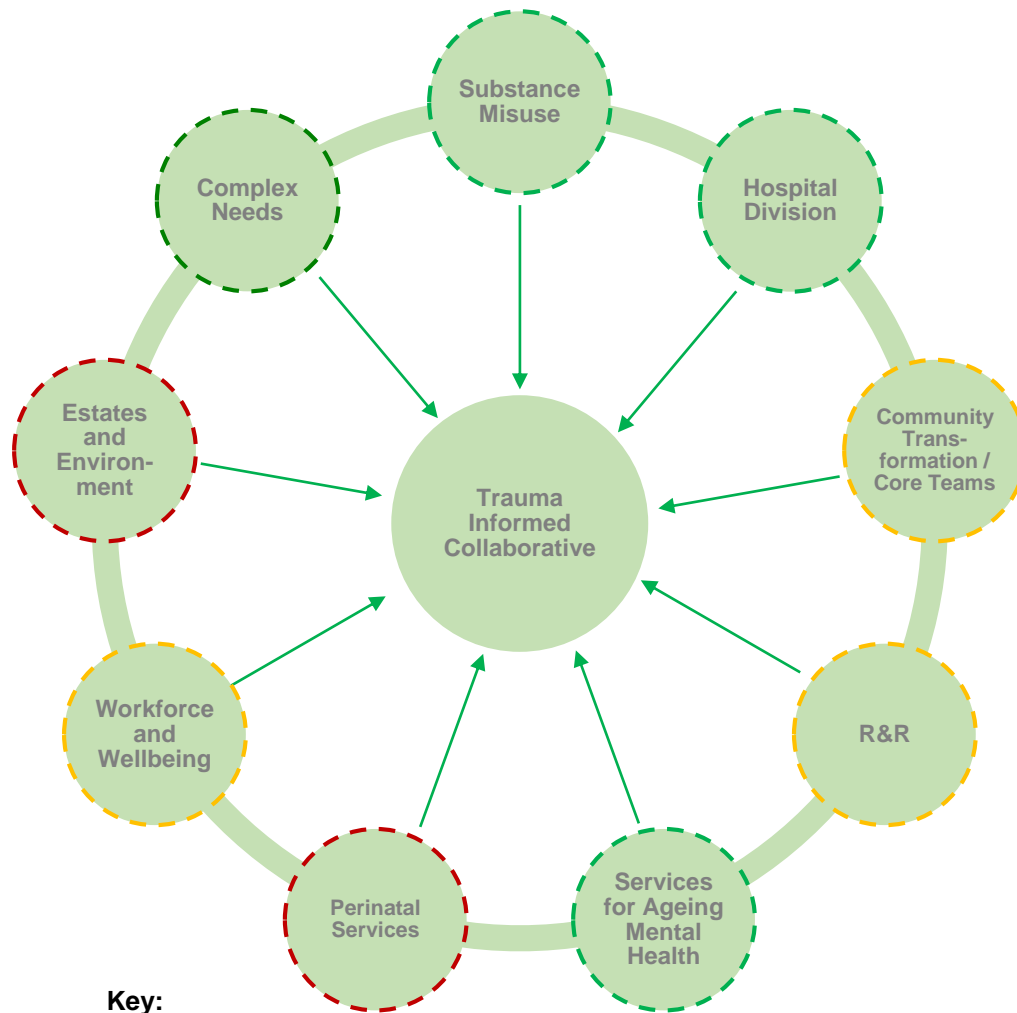 Substance
Misuse
Hospital
Division
Complex
Needs
Community
Trans-
formation /
Core Teams
Estates
and
Environ-
ment
Trauma
Informed
Collaborative
R&R
Workforce
and
Wellbeing
Services
for Ageing
Mental
Health
Perinatal
Services
Key: